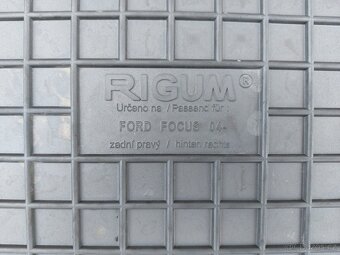 RIGUM®
Určeno na / Passend für:
FORD FOCUS 04-
zadní pravý / hinten rechts